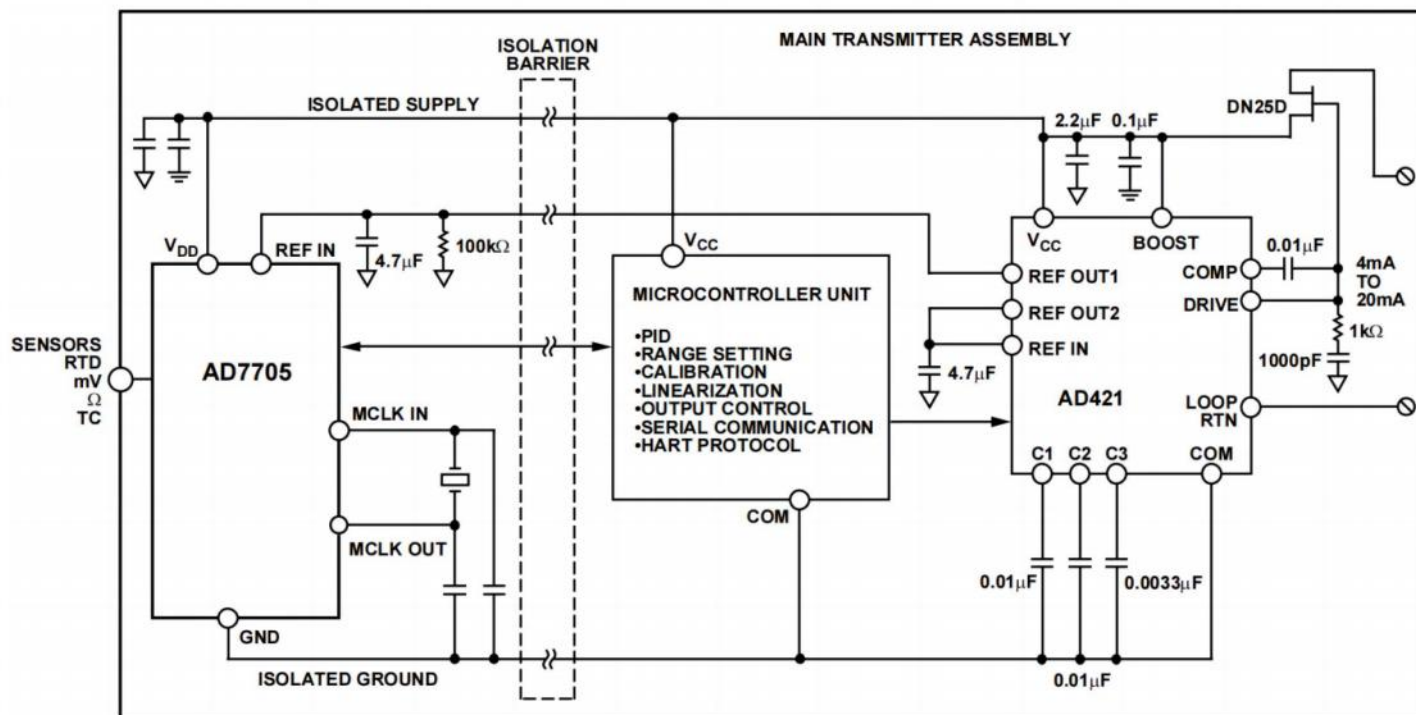 MAIN TRANSMITTER ASSEMBLY
ISOLATION
BARRIER
ISOLATED SUPPLY
DN25D
2.2μF
0.1μF
VDD
REF IN
4.7μF
100kΩ
VCC
VCC
BOOST
0.01μF
COMP
4mA
TO
20mA
REF OUT1
DRIVE
MICROCONTROLLER UNIT
•PID
•RANGE SETTING
•CALIBRATION
•LINEARIZATION
•OUTPUT CONTROL
•SERIAL COMMUNICATION
•HART PROTOCOL
REF OUT2
1kΩ
REF IN
1000pF
4.7μF
SENSORS
RTD
mV
Ω
TC
AD7705
AD421
LOOP
RTN
MCLK IN
C1
C2
C3
COM
COM
MCLK OUT
0.01μF
0.0033μF
GND
ISOLATED GROUND
0.01μF